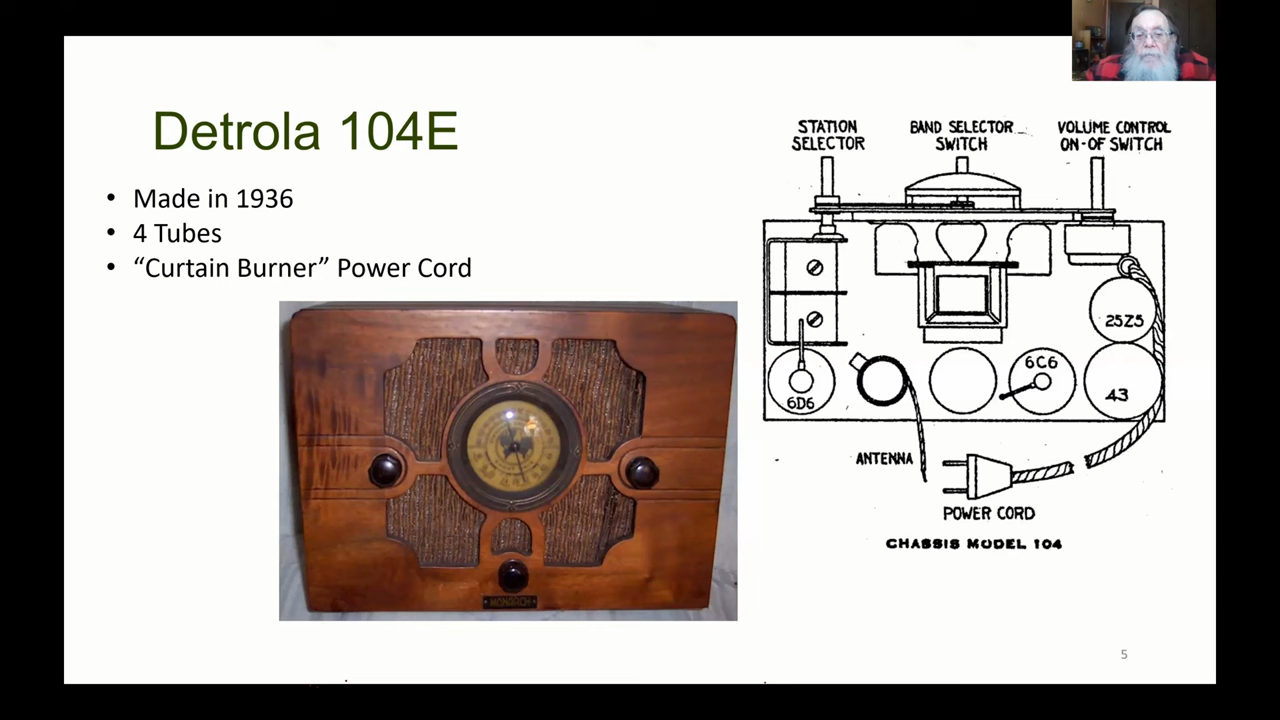 Detrola 104E
• Made in 1936
• 4 Tubes
• “Curtain Burner” Power Cord
MONARCH
STATION
SELECTOR
BAND SELECTOR
SWITCH
VOLUME CONTROL
ON-OF SWITCH
25Z5
6C6
6D6
43
ANTENNA
POWER CORD
CHASSIS MODEL 104
5